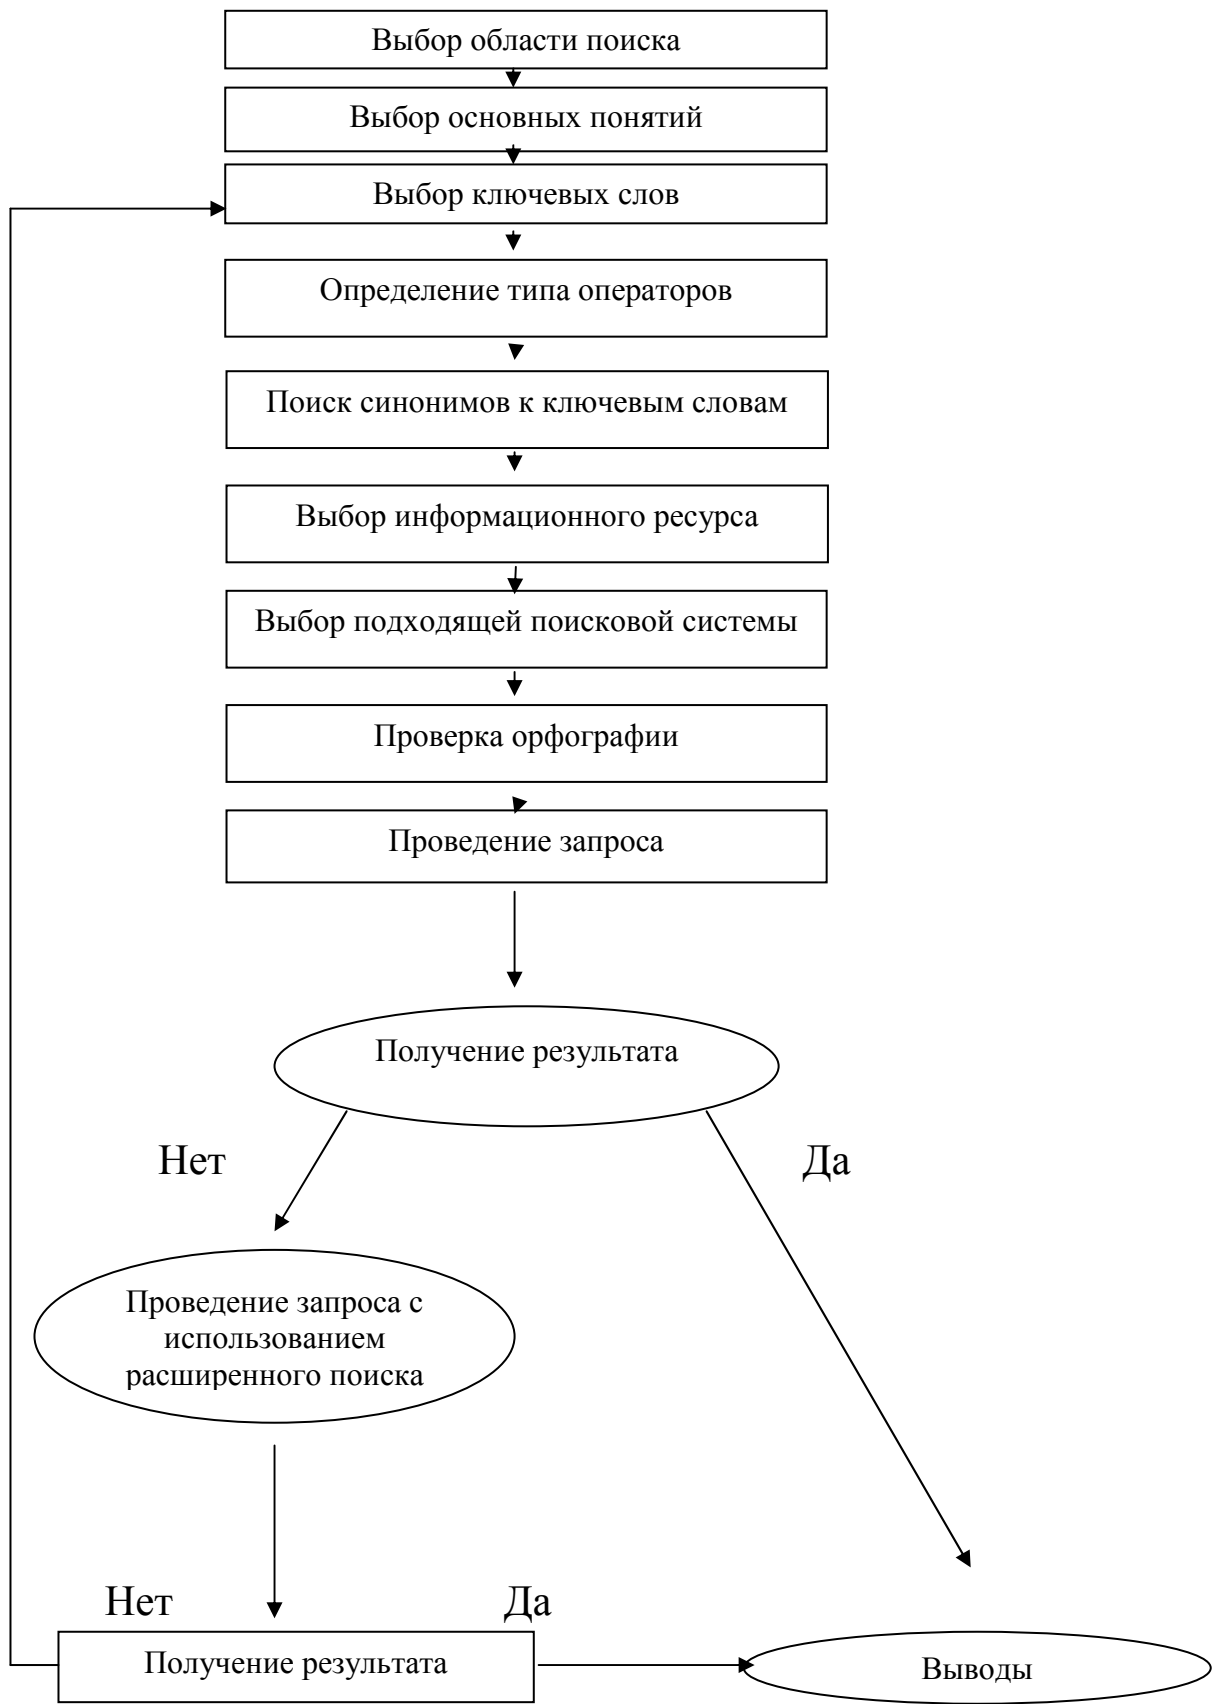 Выбор области поиска
Выбор основных понятий
Выбор ключевых слов
Определение типа операторов
Поиск синонимов к ключевым словам
Выбор информационного ресурса
Выбор подходящей поисковой системы
Проверка орфографии
Проведение запроса
Получение результата
Нет
Да
Проведение запроса с
использованием
расширенного поиска
Нет
Да
Получение результата
Выводы